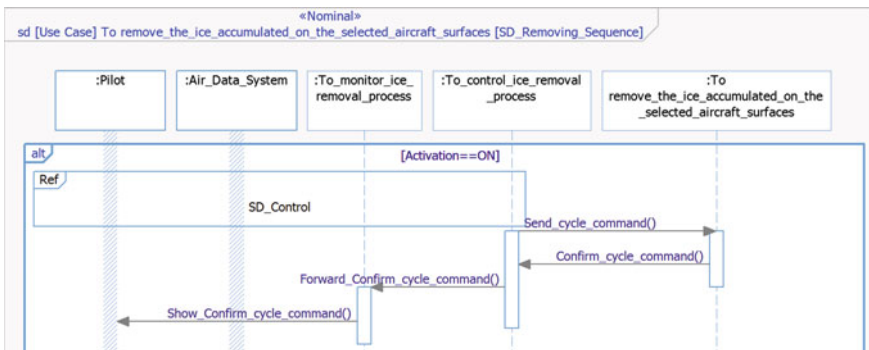 «Nominal»
sd [Use Case] To remove_the_ice_accumulated_on_the_selected_aircraft_surfaces [SD_Removing_Sequence]
:Pilot
:Air_Data_System
:To_monitor_ice_
removal_process
:To_control_ice_removal
_process
:To
remove_the_ice_accumulated_on_the
_selected_aircraft_surfaces
alt
[Activation==ON]
Ref
SD_Control
Send_cycle_command()
Confirm_cycle_command()
Forward_Confirm_cycle_command()
Show_Confirm_cycle_command()